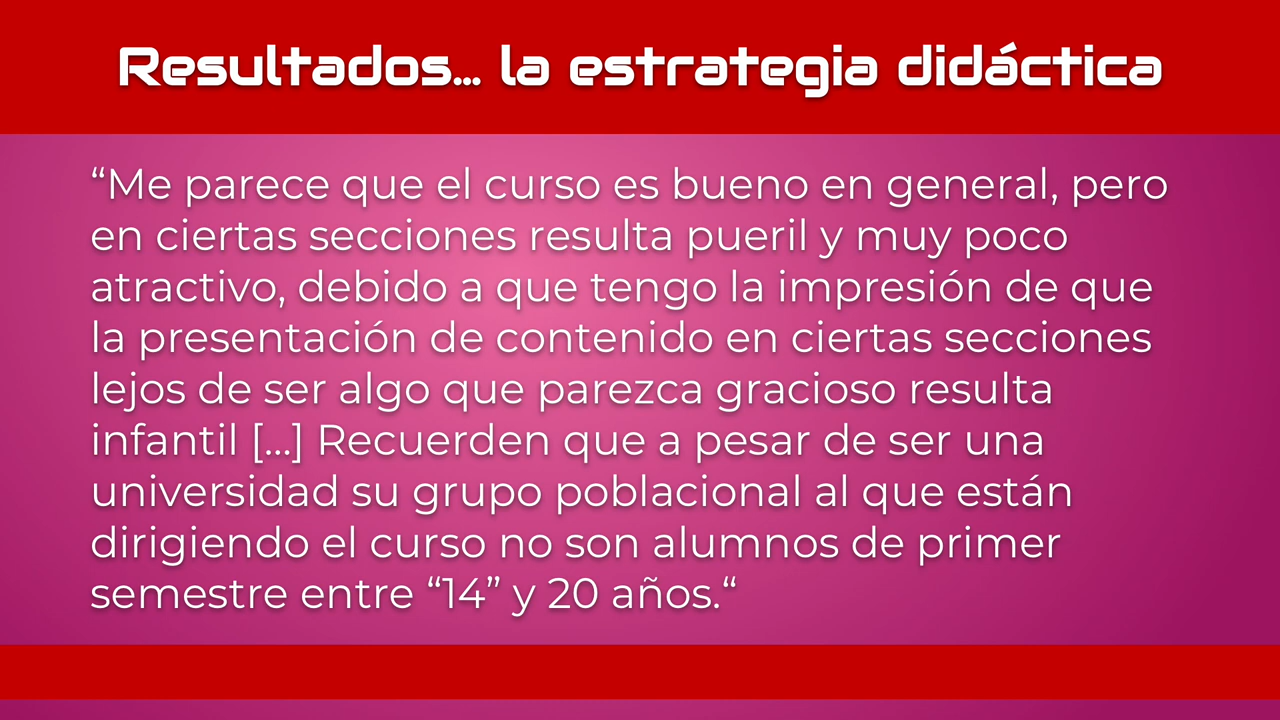 Resultados... la estrategia didáctica
“Me parece que el curso es bueno en general, pero
en ciertas secciones resulta pueril y muy poco
atractivo, debido a que tengo la impresión de que
la presentación de contenido en ciertas secciones
lejos de ser algo que parezca gracioso resulta
infantil [...] Recuerden que a pesar de ser una
universidad su grupo poblacional al que están
dirigiendo el curso no son alumnos de primer
semestre entre “14” y 20 años.“